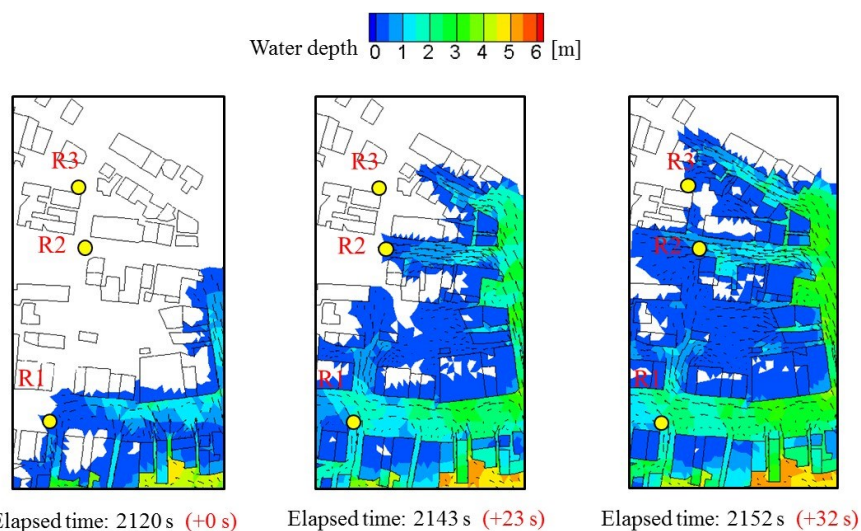 Water depth 0 1 2 3 4 5 6 [m]
R3 R3 R3
R2 R2 R2
R1 R1 R1
Elapsed time: 2120 s (+0 s) Elapsed time: 2143 s (+23 s) Elapsed time: 2152 s (+32 s)